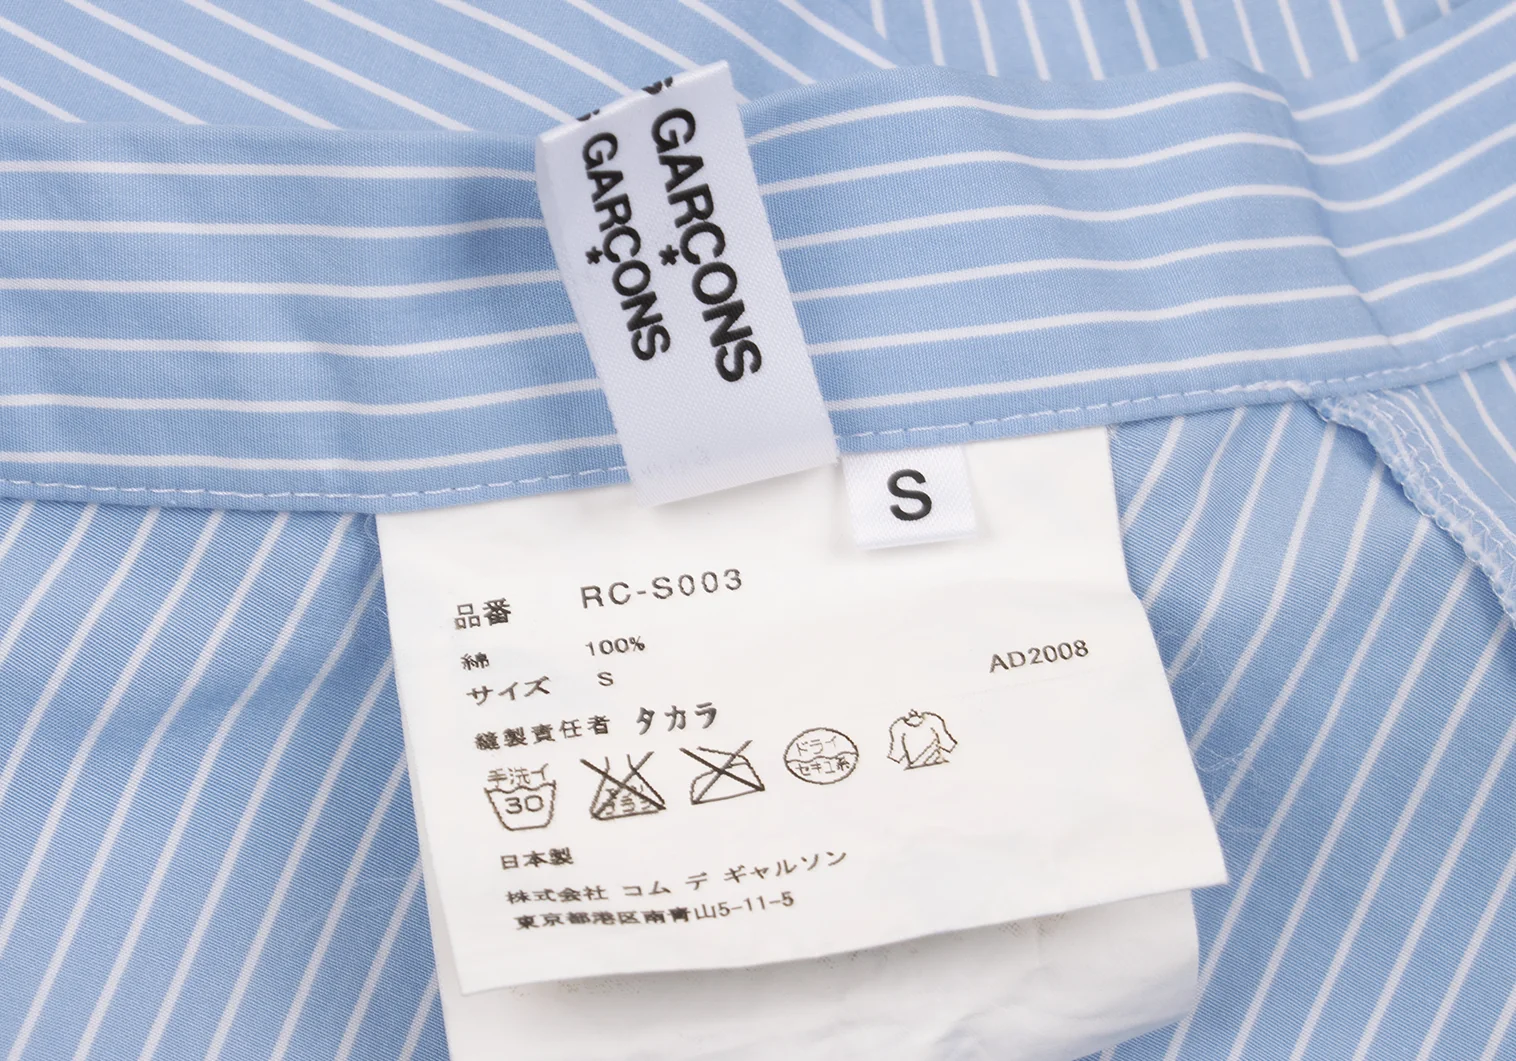 GARÇONS
GARÇONS
S
品番 RC-S003
綿 100%
サイズ S
AD2008
縫製責任者 タカラ
手洗イ
30
ドライ
セキユ系
日本製
株式会社 コム デ ギャルソン
東京都港区南青山5-11-5